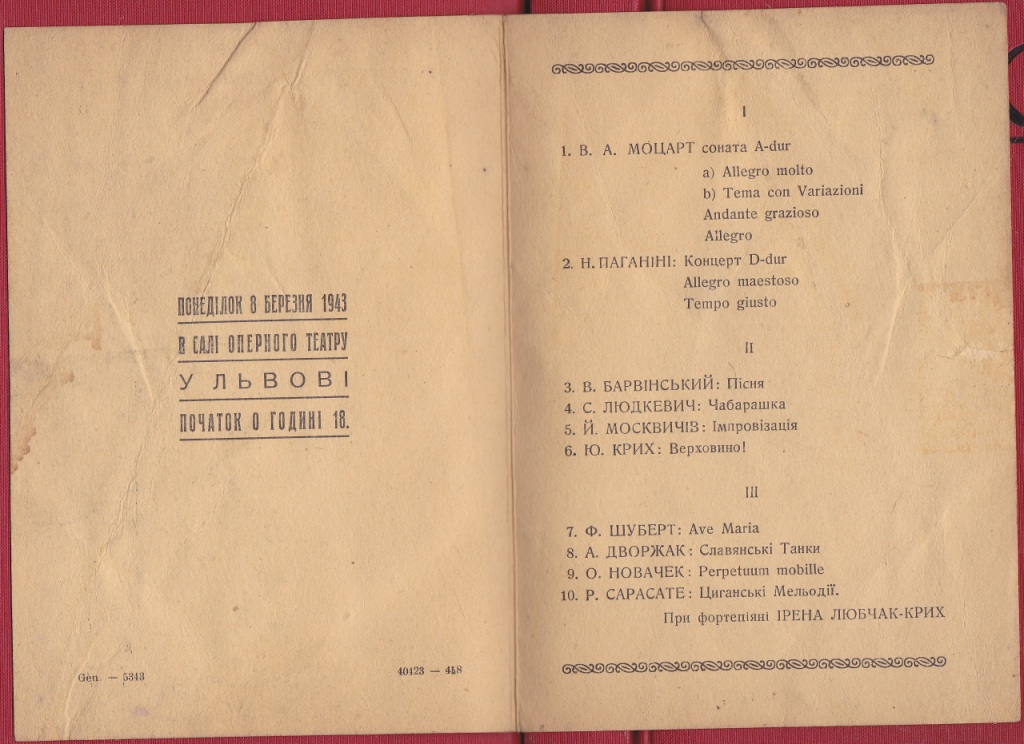 ПОНЕДІЛОК 8 БЕРЕЗНЯ 1943
В САЛІ ОПЕРНОГО ТЕАТРУ
У ЛЬВОВІ
ПОЧАТОК О ГОДИНІ 18.
Gen. — 5343
40423 — 458
I
1. В. А. МОЦАРТ соната A-dur
a) Allegro molto
b) Tema con Variazioni
Andante grazioso
Allegro
2. Н. ПАГАНІНІ: Концерт D-dur
Allegro maestoso
Tempo giusto
II
3. В. БАРВІНСЬКИЙ: Пісня
4. С. ЛЮДКЕВИЧ: Чабарашка
5. Й. МОСКВИЧІВ: Імпровізація
6. Ю. КРИХ: Верховино!
III
7. Ф. ШУБЕРТ: Ave Maria
8. А. ДВОРЖАК: Славянські Танки
9. О. НОВАЧЕК: Perpetuum mobille
10. Р. САРАСАТЕ: Циганські Мельодії.
При фортепіяні ІРЕНА ЛЮБЧАК-КРИХ